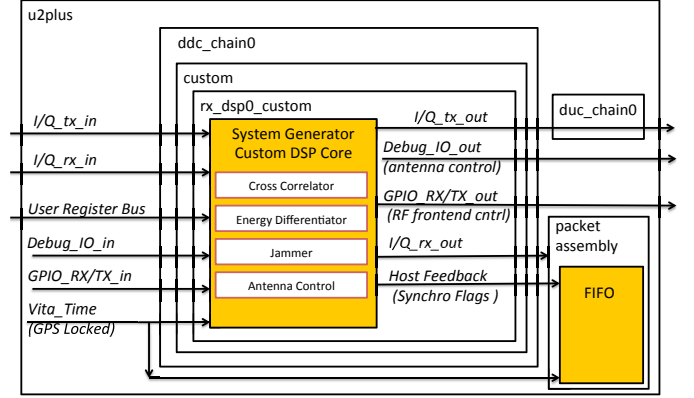 u2plus
ddc_chain0
custom
rx_dsp0_custom
I/Q_tx_in
I/Q_rx_in
User Register Bus
Debug_IO_in
GPIO_RX/TX_in
Vita_Time
(GPS Locked)
System Generator
Custom DSP Core
Cross Correlator
Energy Differentiator
Jammer
Antenna Control
I/Q_tx_out
Debug_IO_out
(antenna control)
GPIO_RX/TX_out
(RF frontend cntrl)
I/Q_rx_out
Host Feedback
(Synchro Flags )
duc_chain0
packet
assembly
FIFO